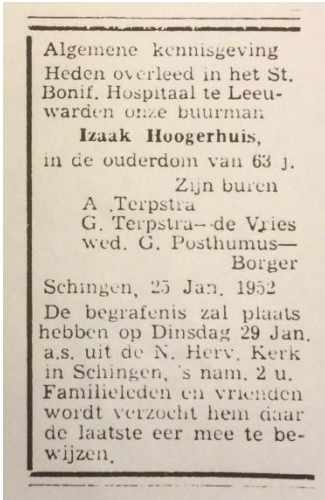 Algemene kennisgeving
Heden overleed in het St.
Bonif. Hospitaal te Leeu-
warden onze buurman
Izaak Hoogerhuis,
in de ouderdom van 63 j.
Zijn buren
A .Terpstra
G. Terpstra--de Vries
wed. G. Posthumus—
Borger
Schingen, 25 Jan. 1952
De begrafenis zal plaats
hebben op Dinsdag 29 Jan.
a.s. uit de N. Herv. Kerk
in Schingen, 's nam. 2 u.
Familieleden en vrienden
wordt verzocht hem daar
de laatste eer mee te be-
wijzen.